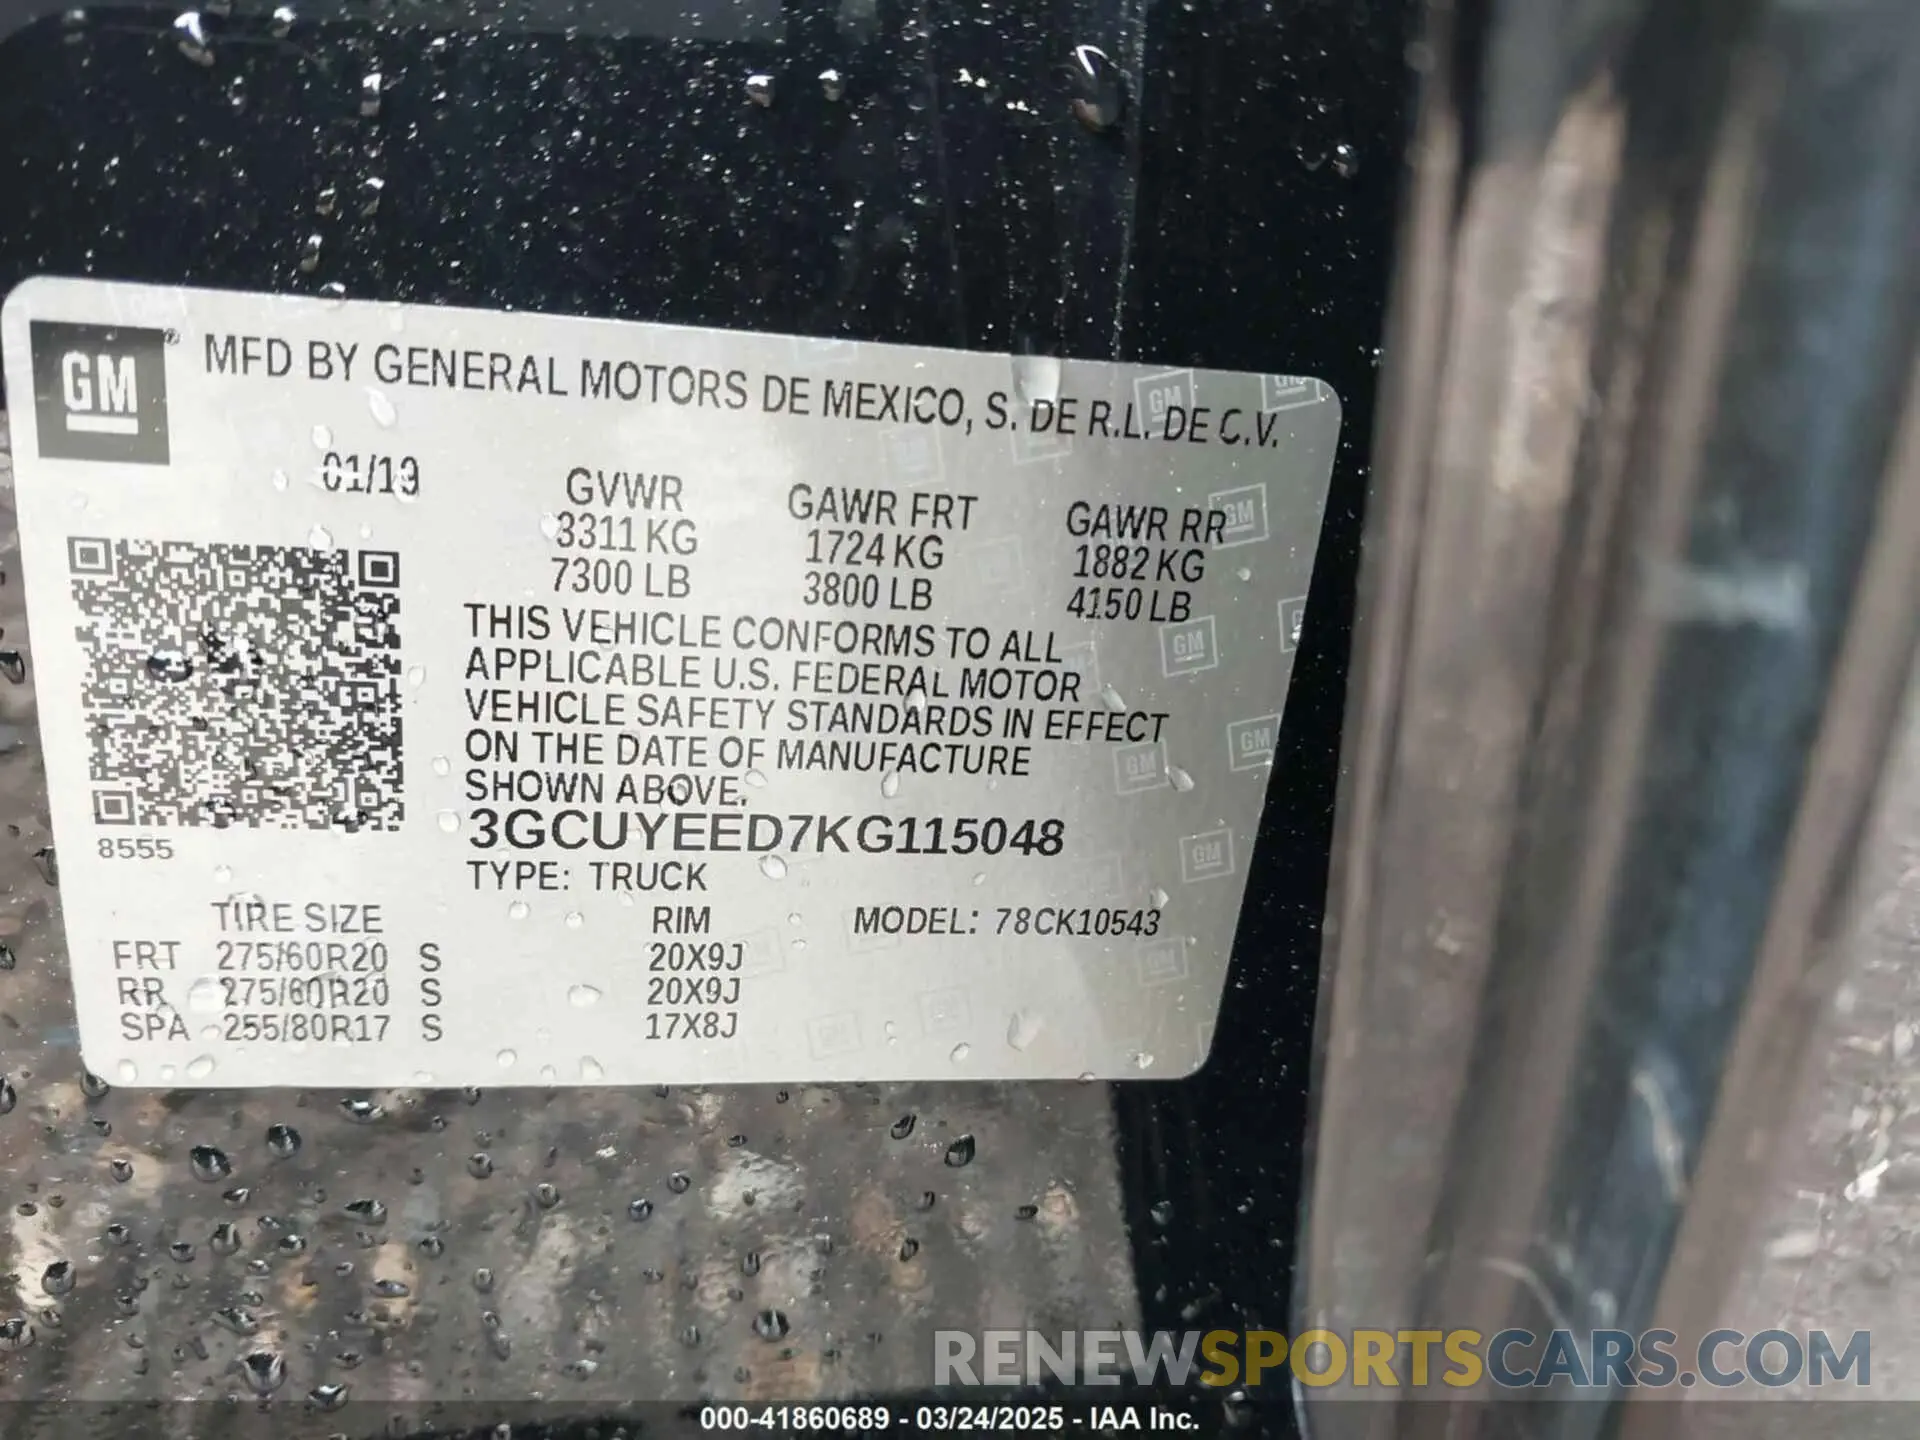 GM ® MFD BY GENERAL MOTORS DE MEXICO, S. DE R.L. DE C.V.
01/19
GVWR GAWR FRT GAWR RR
3311 KG 1724 KG 1882 KG
7300 LB 3800 LB 4150 LB
THIS VEHICLE CONFORMS TO ALL
APPLICABLE U.S. FEDERAL MOTOR
VEHICLE SAFETY STANDARDS IN EFFECT
ON THE DATE OF MANUFACTURE
SHOWN ABOVE.
8555
3GCUYEED7KG115048
TYPE: TRUCK
TIRE SIZE RIM MODEL: 78CK10543
FRT 275/60R20 S 20X9J
RR 275/60R20 S 20X9J
SPA 255/80R17 S 17X8J
RENEWSPORTSCARS.COM
000-41860689 - 03/24/2025 - IAA Inc.